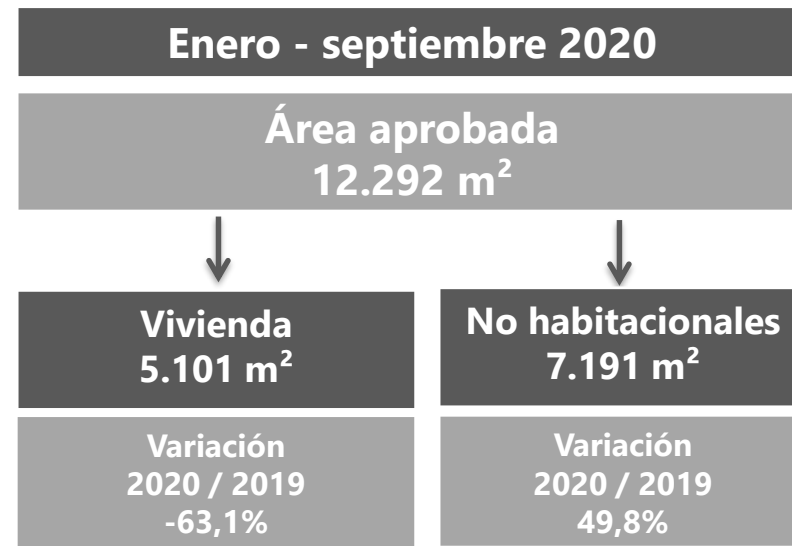 Enero - septiembre 2020
Área aprobada
12.292 m²
Vivienda
5.101 m²
No habitacionales
7.191 m²
Variación
2020 / 2019
-63,1%
Variación
2020 / 2019
49,8%